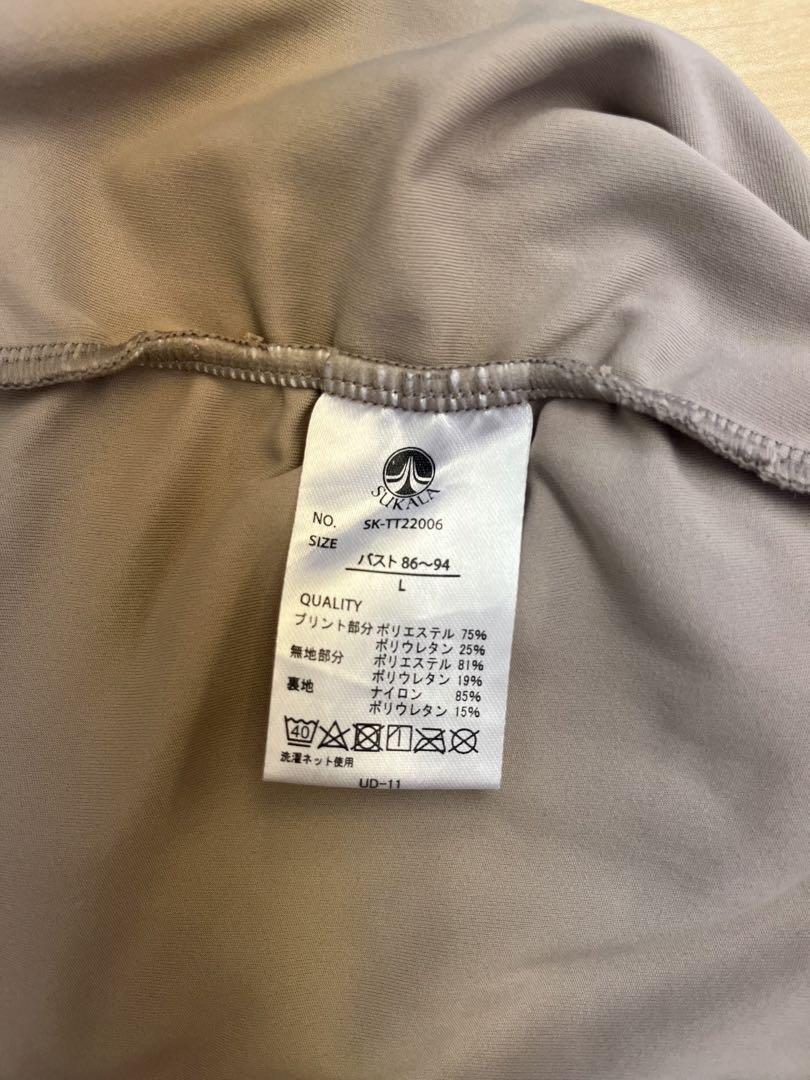 SUKALA
NO. SK-TT22006
SIZE バスト 86〜94
L
QUALITY
プリント部分 ポリエステル 75%
ポリウレタン 25%
無地部分 ポリエステル 81%
ポリウレタン 19%
裏地 ナイロン 85%
ポリウレタン 15%
40
洗濯ネット使用
UD-11